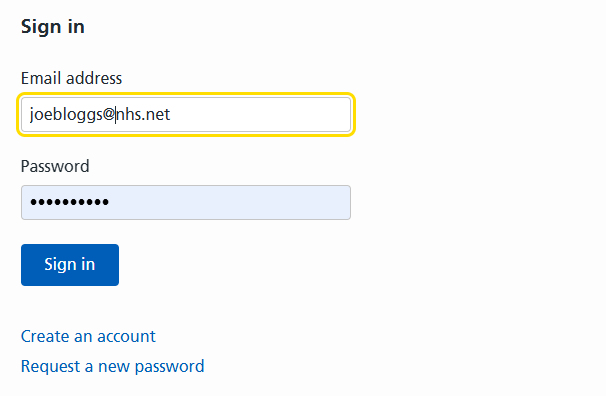 Sign in
Email address
joebloggs@nhs.net
Password
••••••••••
Sign in
Create an account
Request a new password